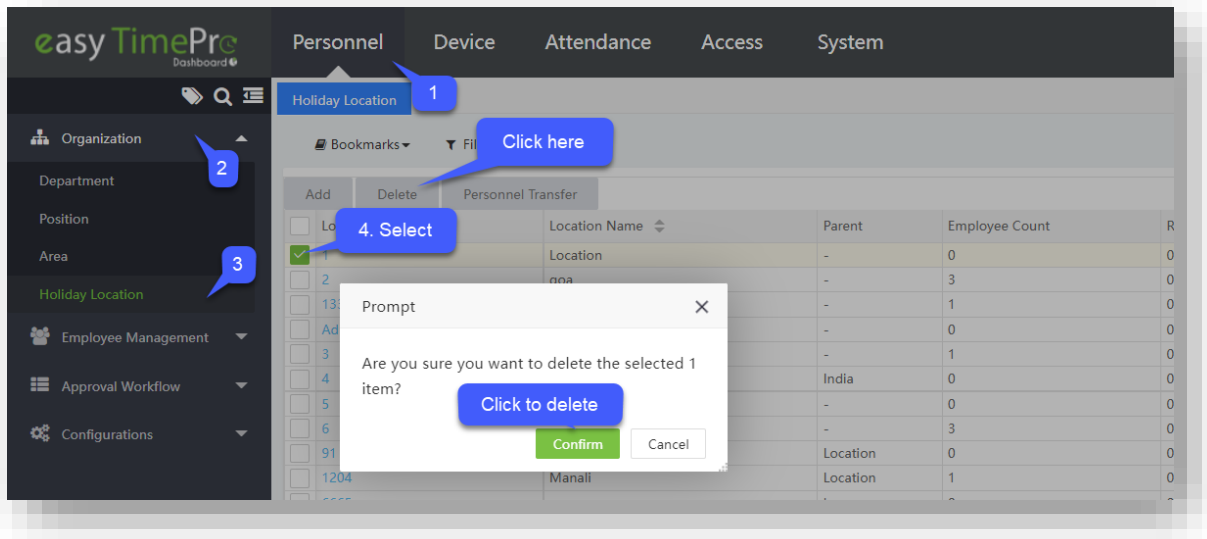 easy TimePro
Dashboard
Personnel Device Attendance Access System
1
Holiday Location
Organization
2
Bookmarks
Click here
Department
Add Delete Personnel Transfer
Position
4. Select
Location Name Parent Employee Count
Area
1 Location - 0 0
3
2 goa - 3 0
Holiday Location
Prompt
- 1 0
- 0 0
Employee Management
3 - 1 0
Are you sure you want to delete the selected 1
item?
4 India 0 0
Approval Workflow
Click to delete
5 - 0 0
6 - 3 0
Configurations
Confirm Cancel
91 Location 0 0
1204 Manali Location 1 0